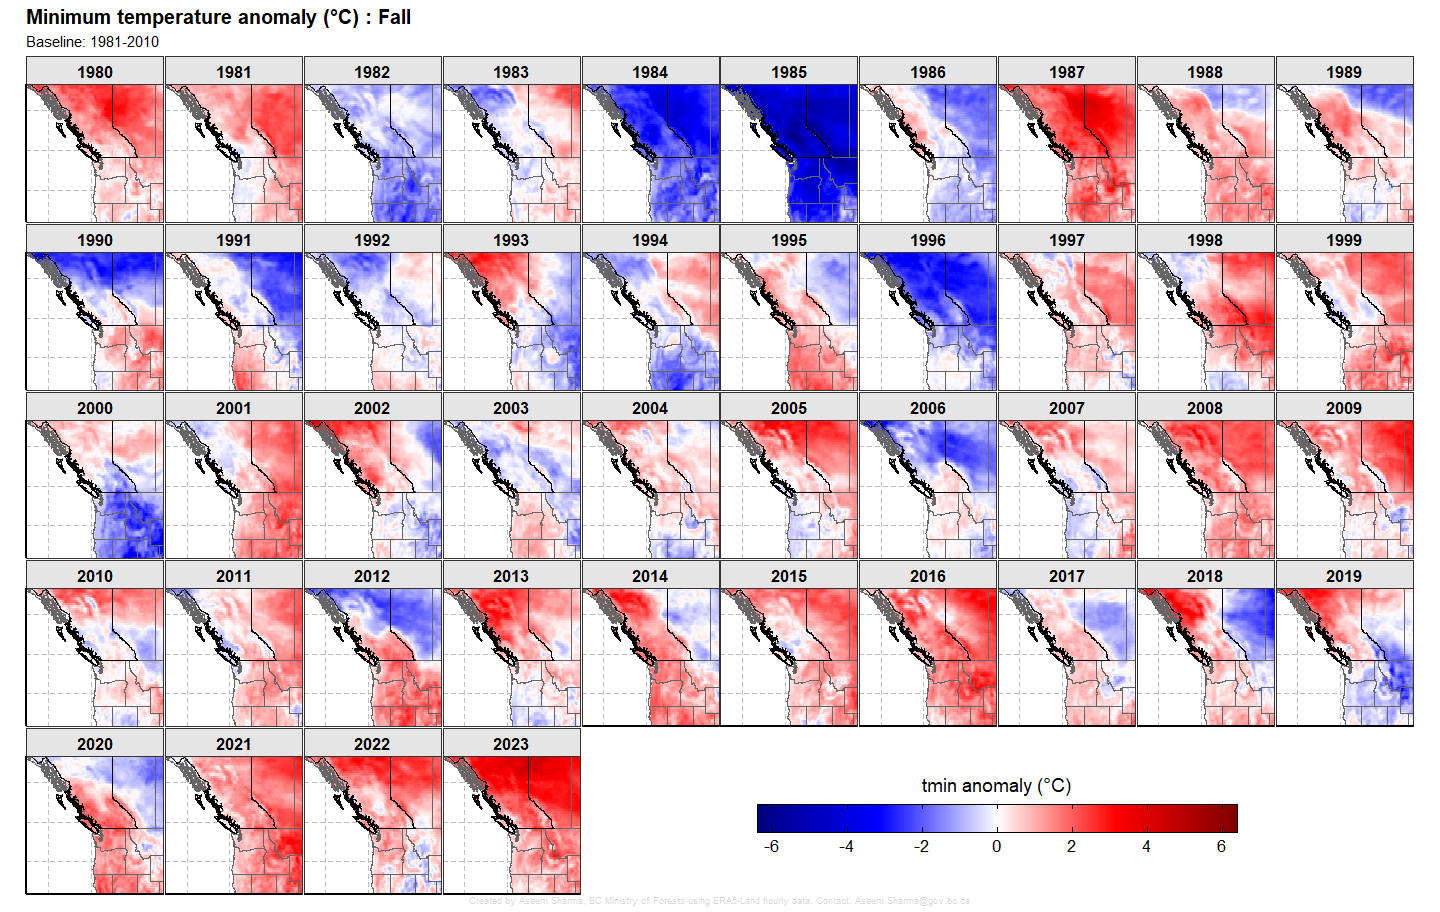 Minimum temperature anomaly (°C) : Fall
Baseline: 1981-2010
1980 1981 1982 1983 1984 1985 1986 1987 1988 1989
1990 1991 1992 1993 1994 1995 1996 1997 1998 1999
2000 2001 2002 2003 2004 2005 2006 2007 2008 2009
2010 2011 2012 2013 2014 2015 2016 2017 2018 2019
2020 2021 2022 2023
tmin anomaly (°C)
-6 -4 -2 0 2 4 6
Created by Aseem Sharma, BC Ministry of Forests using ERA5-Land hourly data. Contact: Aseem.Sharma@gov.bc.ca